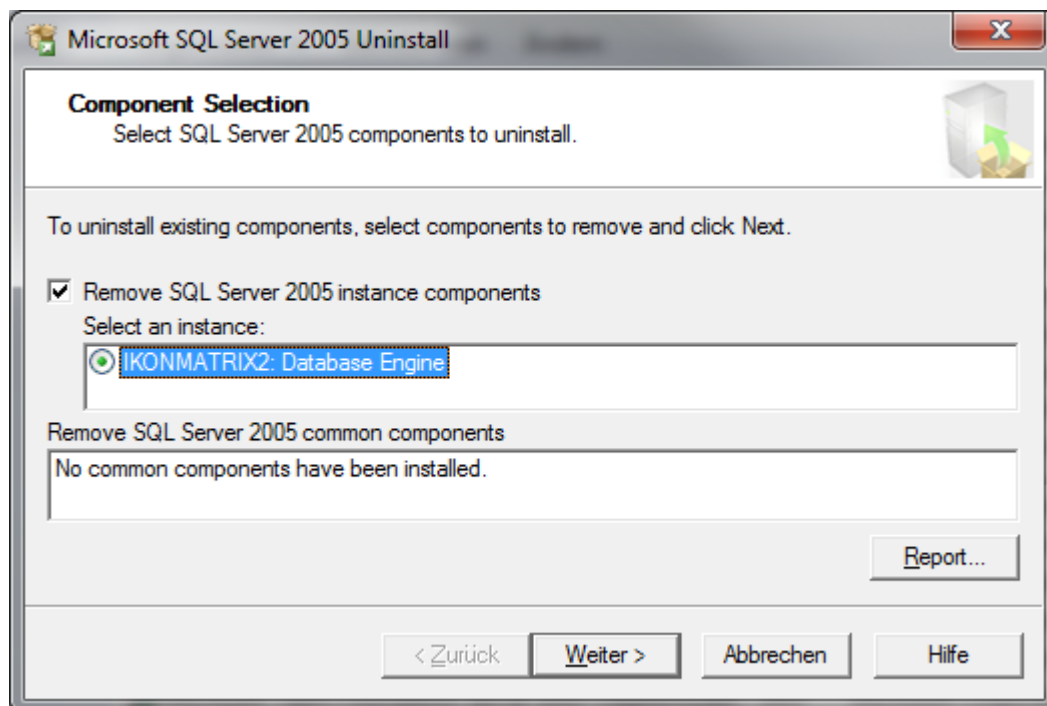 Microsoft SQL Server 2005 Uninstall
Component Selection
Select SQL Server 2005 components to uninstall.
To uninstall existing components, select components to remove and click Next.
Remove SQL Server 2005 instance components
Select an instance:
IKONMATRIX2: Database Engine
Remove SQL Server 2005 common components
No common components have been installed.
Report...
< Zurück
Weiter >
Abbrechen
Hilfe